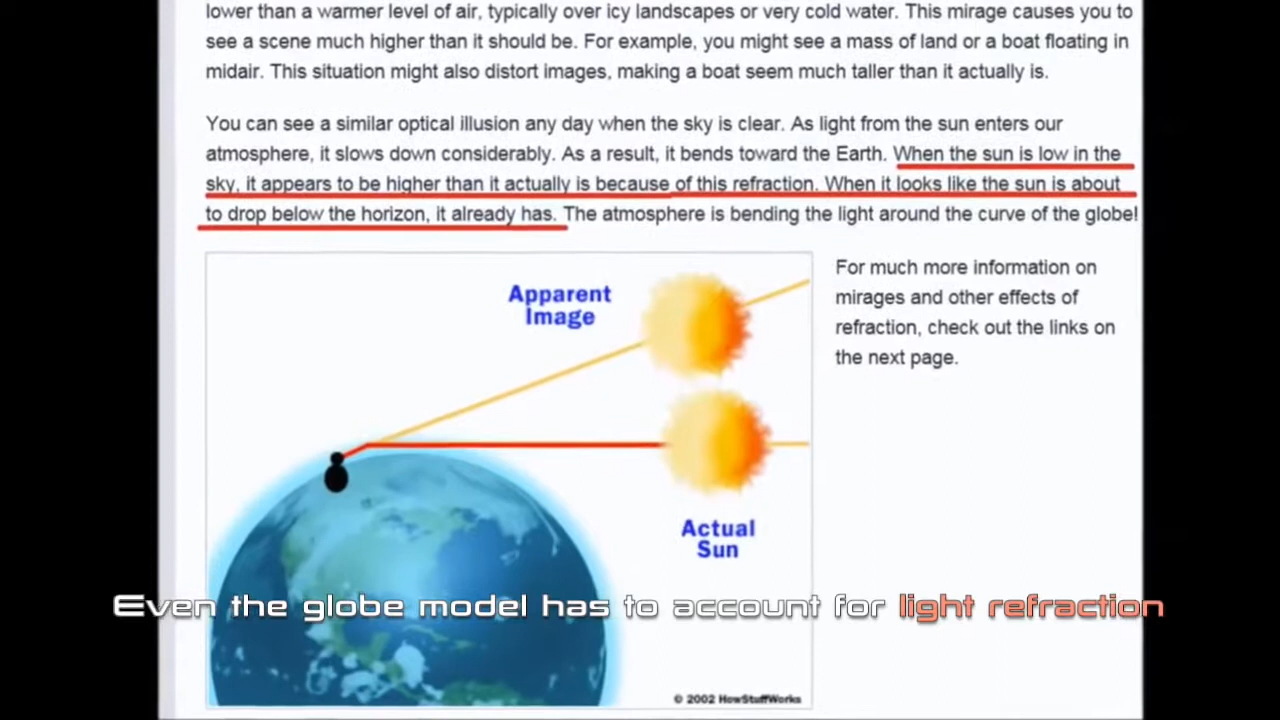 lower than a warmer level of air, typically over icy landscapes or very cold water. This mirage causes you to
see a scene much higher than it should be. For example, you might see a mass of land or a boat floating in
midair. This situation might also distort images, making a boat seem much taller than it actually is.
You can see a similar optical illusion any day when the sky is clear. As light from the sun enters our
atmosphere, it slows down considerably. As a result, it bends toward the Earth. When the sun is low in the
sky, it appears to be higher than it actually is because of this refraction. When it looks like the sun is about
to drop below the horizon, it already has. The atmosphere is bending the light around the curve of the globe!
Apparent
Image
For much more information on
mirages and other effects of
refraction, check out the links on
the next page.
Actual
Sun
Even the globe model has to account for light refraction
© 2002 HowStuffWorks